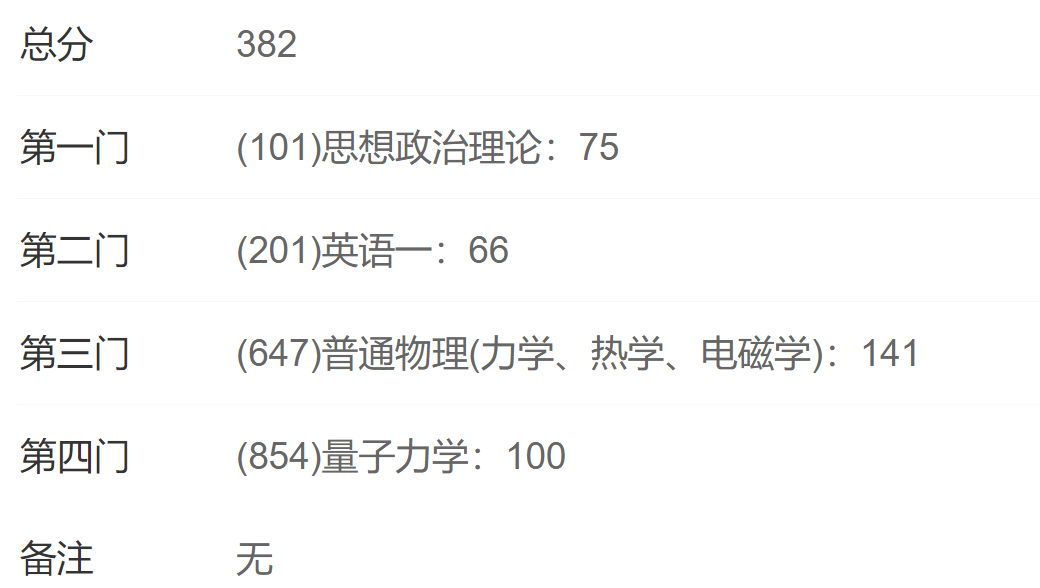 总分 382
第一门 (101)思想政治理论：75
第二门 (201)英语一：66
第三门 (647)普通物理(力学、热学、电磁学)：141
第四门 (854)量子力学：100
备注 无